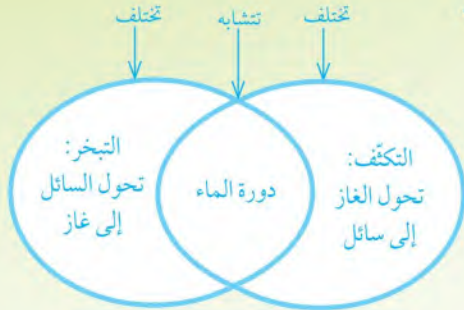 تختلف
تتشابه
تختلف
التكثّف:
تحول الغاز
إلى سائل
دورة الماء
التبخر:
تحول السائل
إلى غاز